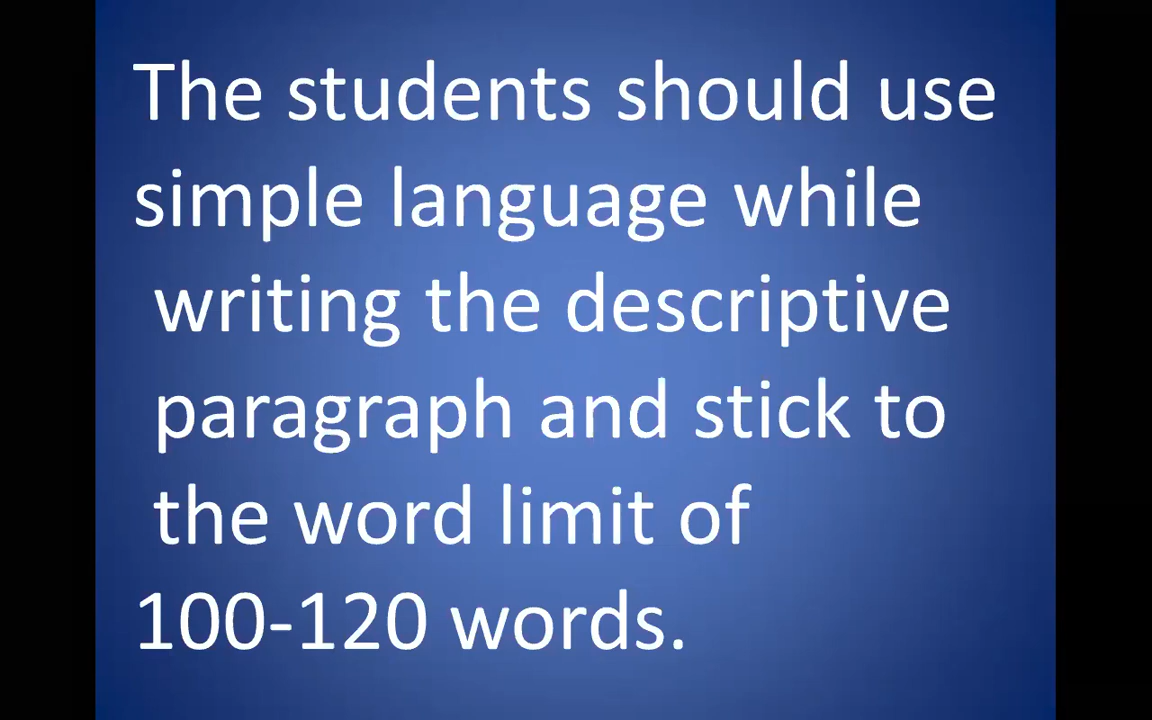 The students should use
simple language while
writing the descriptive
paragraph and stick to
the word limit of
100-120 words.